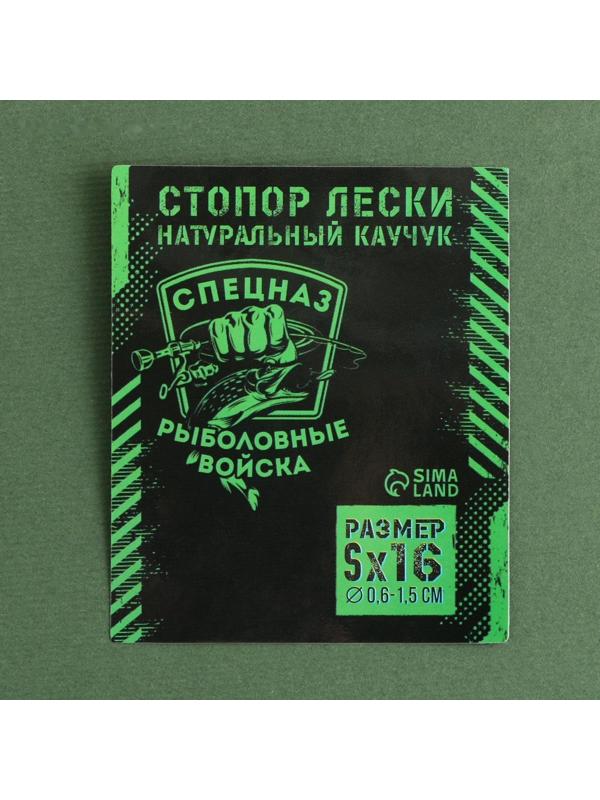 СТОПОР ЛЕСКИ
НАТУРАЛЬНЫЙ КАУЧУК
СПЕЦНАЗ
РЫБОЛОВНЫЕ
ВОЙСКА
SIMA
LAND
РАЗМЕР
Sx16
Ø 0,6-1,5 СМ